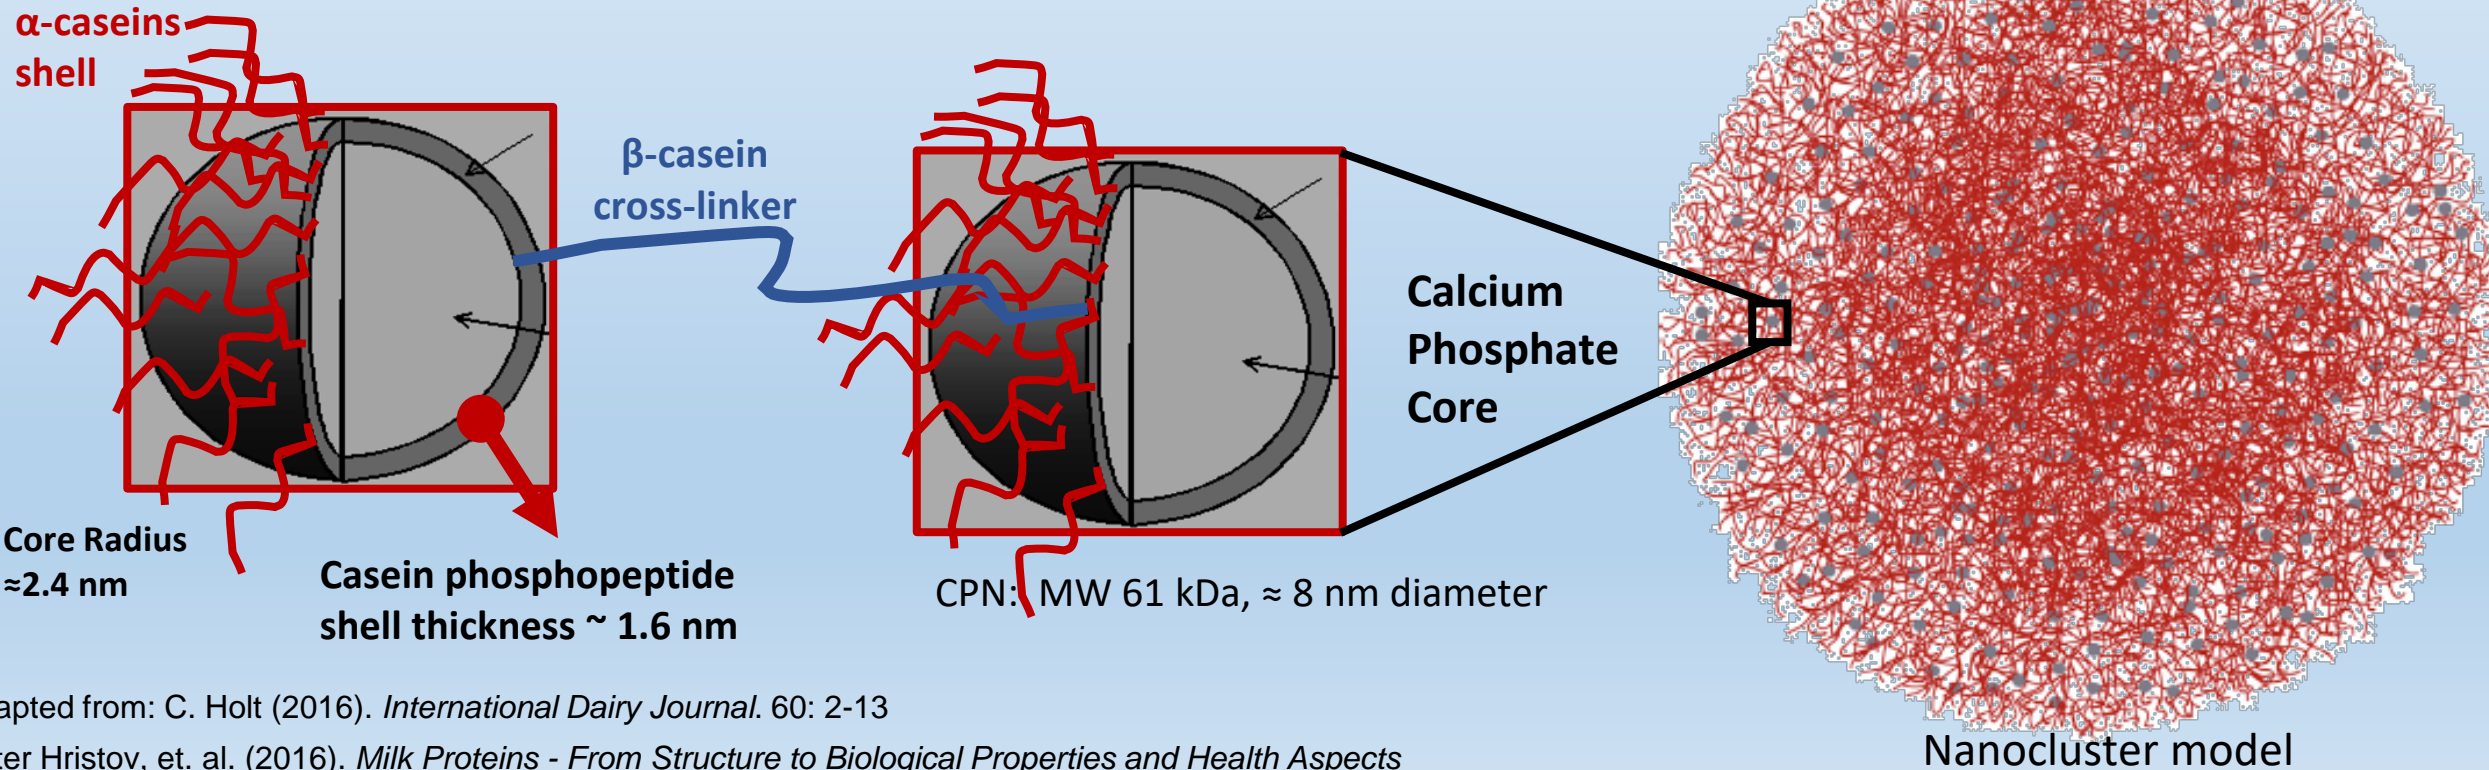 α-caseins
shell
β-casein
cross-linker
Calcium
Phosphate
Core
Core Radius
≈2.4 nm
Casein phosphopeptide
shell thickness ~ 1.6 nm
CPN: MW 61 kDa, ≈ 8 nm diameter
apted from: C. Holt (2016). International Dairy Journal. 60: 2-13
ter Hristov, et. al. (2016). Milk Proteins - From Structure to Biological Properties and Health Aspects
Nanocluster model